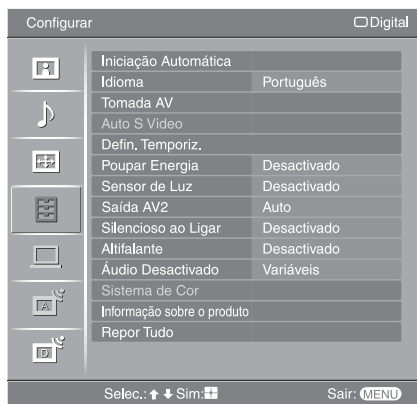 Configurar Digital
Iniciação Automática
Idioma Português
Tomada AV
Auto S Video
Defin. Temporiz.
Poupar Energia Desactivado
Sensor de Luz Desactivado
Saída AV2 Auto
Silencioso ao Ligar Desactivado
Altifalante Desactivado
Áudio Desactivado Variáveis
Sistema de Cor
Informação sobre o produto
Repor Tudo
A
D
Selec.: Sim: Sair: MENU